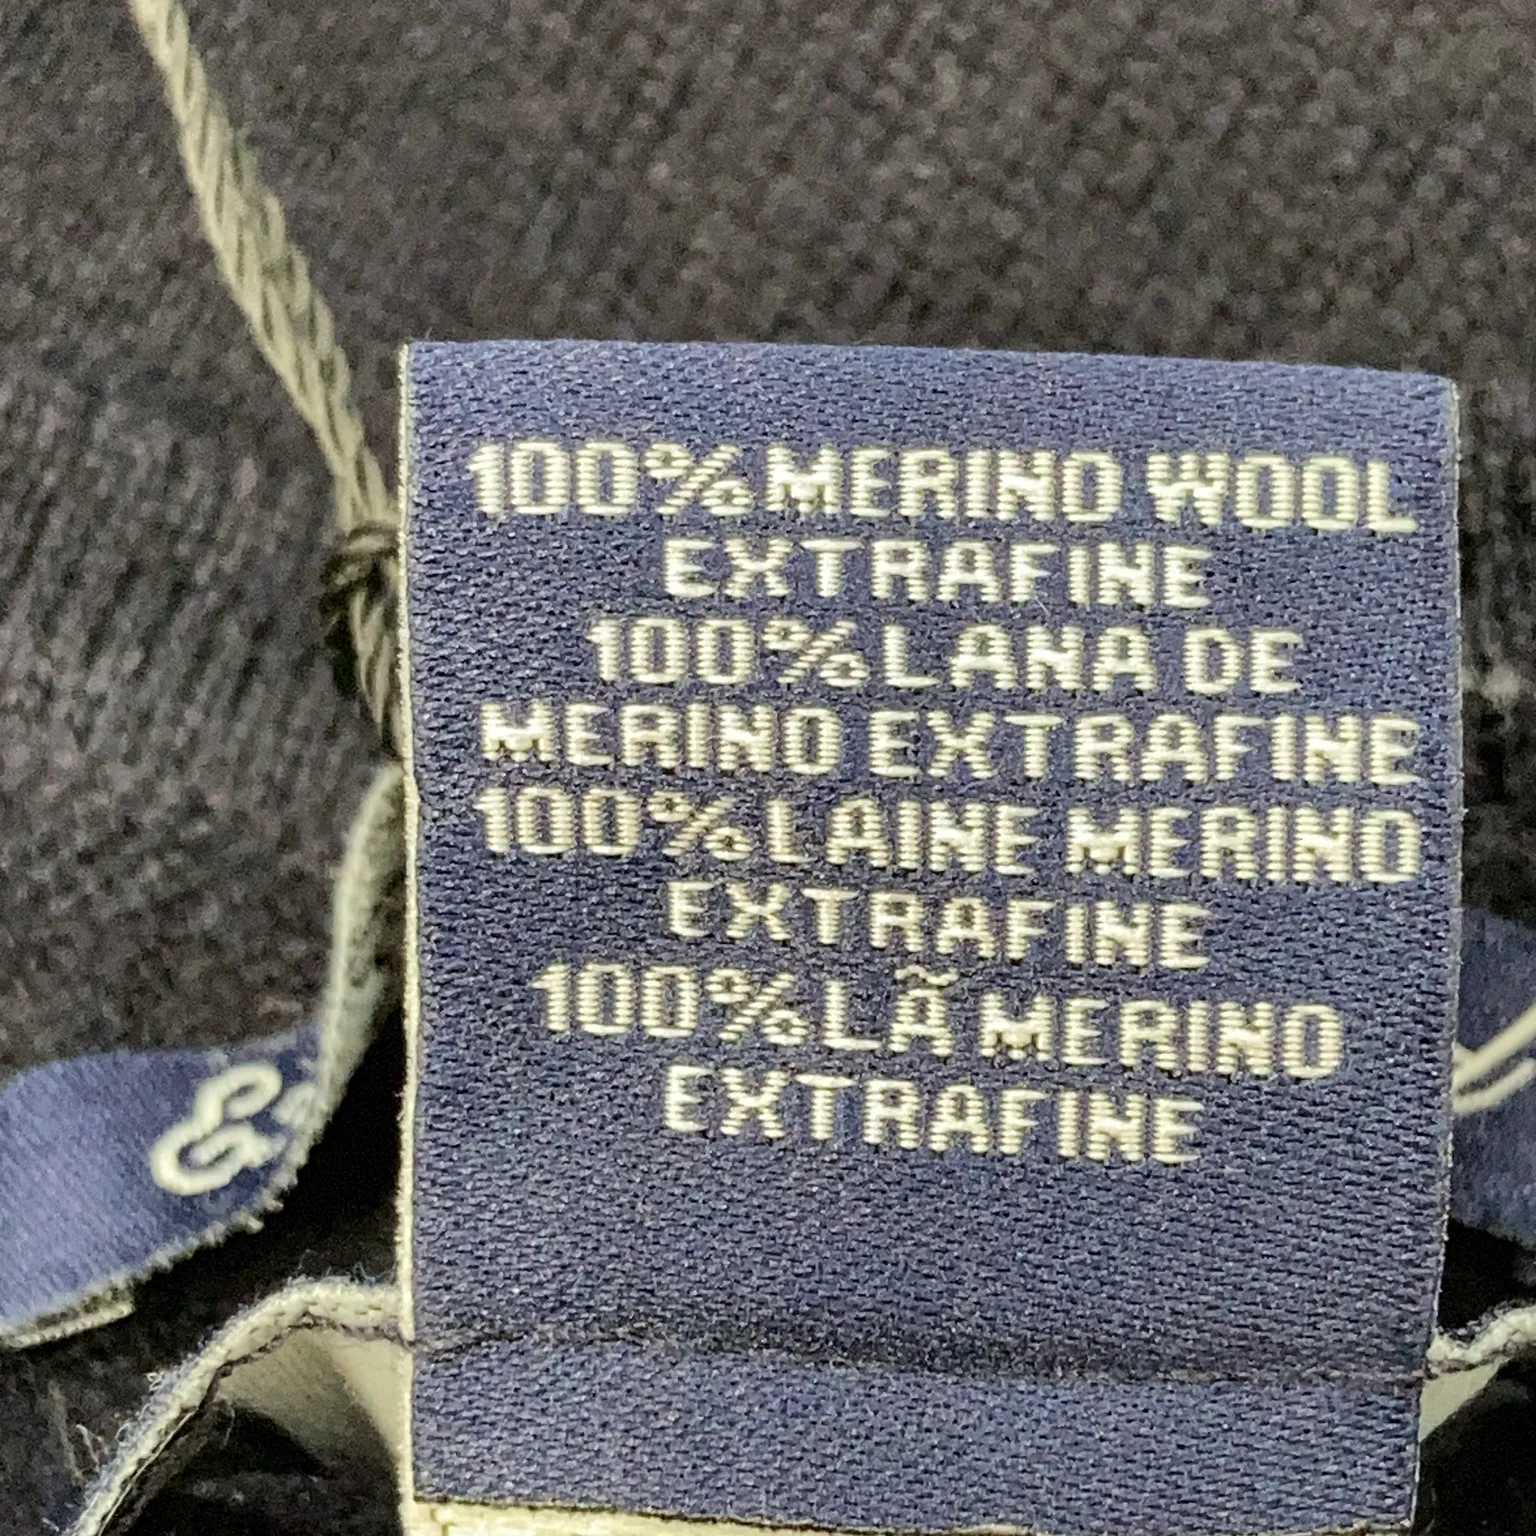 100% MERINO WOOL
EXTRAFINE
100% LANA DE
MERINO EXTRAFINE
100% LAINE MERINO
EXTRAFINE
100% LÃ MERINO
EXTRAFINE